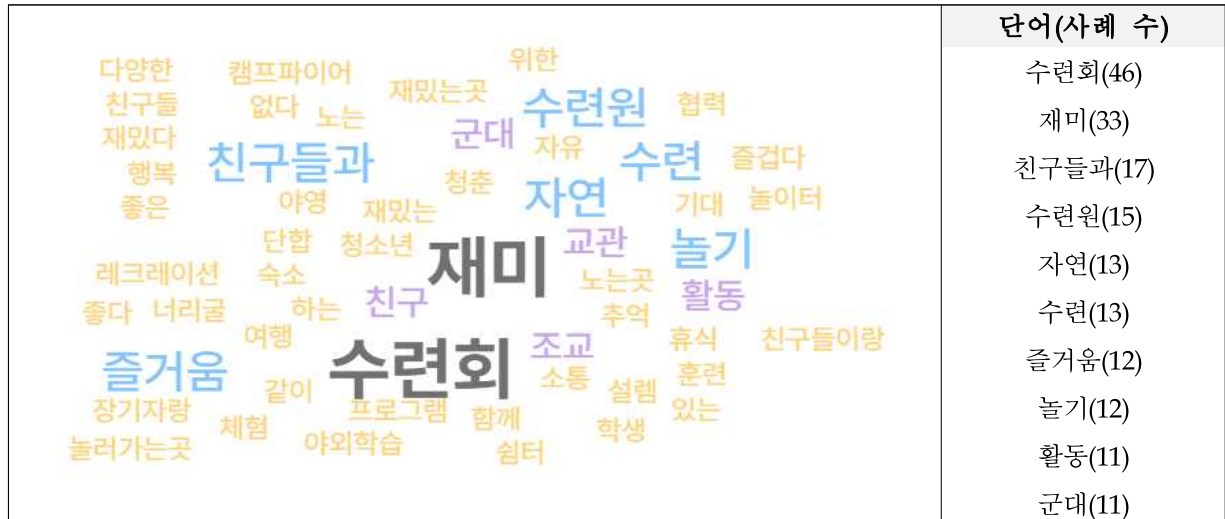 위한
다양한 캠프파이어
재밌는곳 수련원 협력
친구들 없다 노는
군대 자유
재밌다 친구들과 수련 즐겁다
행복 청춘 자연
좋은 야영 재밌는 기대 놀이터
단합 청소년 재미 교관 놀기
레크레이션 숙소 노는곳
친구 활동
좋다 너리굴 하는 추억
여행 수련회 조교 휴식 친구들이랑
즐거움 소통 훈련
같이 설렘
장기자랑 프로그램 함께 있는
체험 학생
놀러가는곳 야외학습 쉼터
단어(사례 수)
수련회(46)
재미(33)
친구들과(17)
수련원(15)
자연(13)
수련(13)
즐거움(12)
놀기(12)
활동(11)
군대(11)